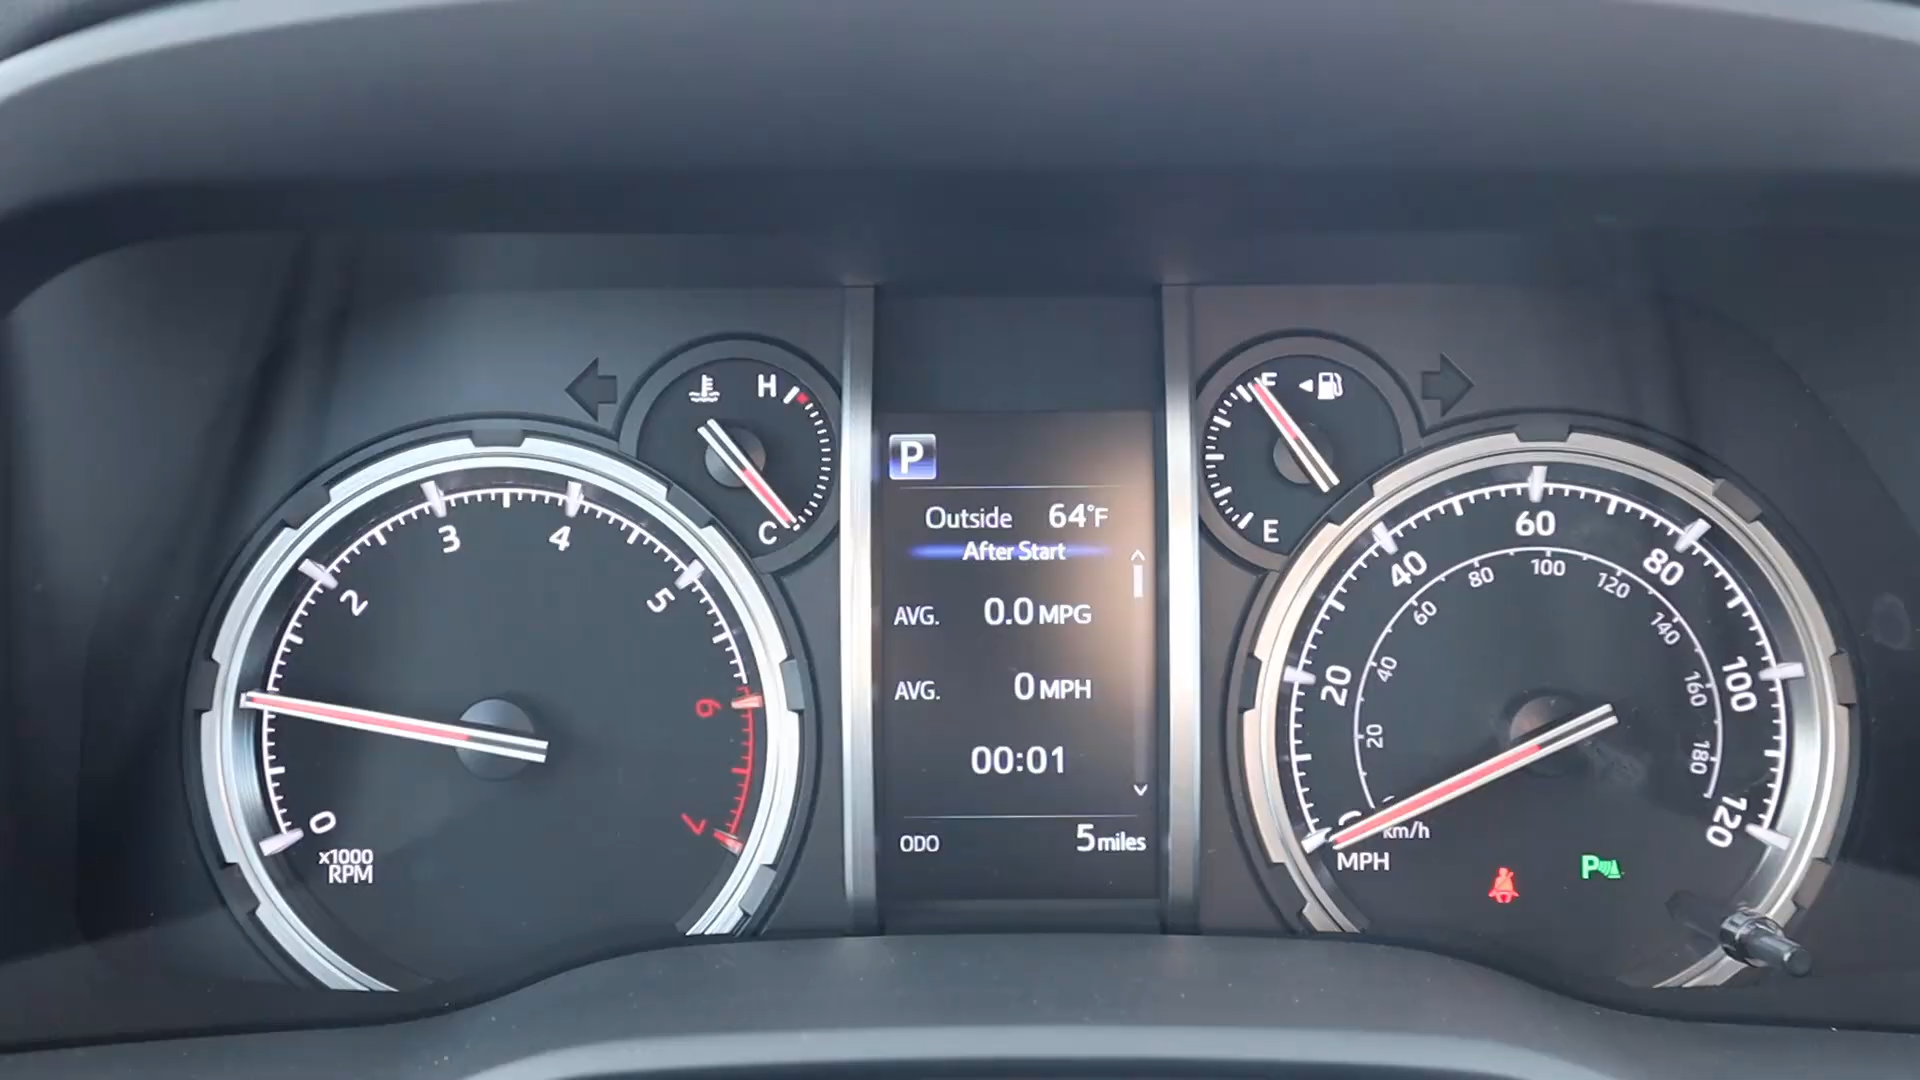 0
2
3
4
5
6
7
x1000
RPM
H
C
P
Outside 64°F
After Start
AVG. 0.0 MPG
AVG. 0 MPH
00:01
ODO 5 miles
F
E
20
40
60
80
100
120
20
40
60
80
100
120
140
160
180
km/h
MPH
P